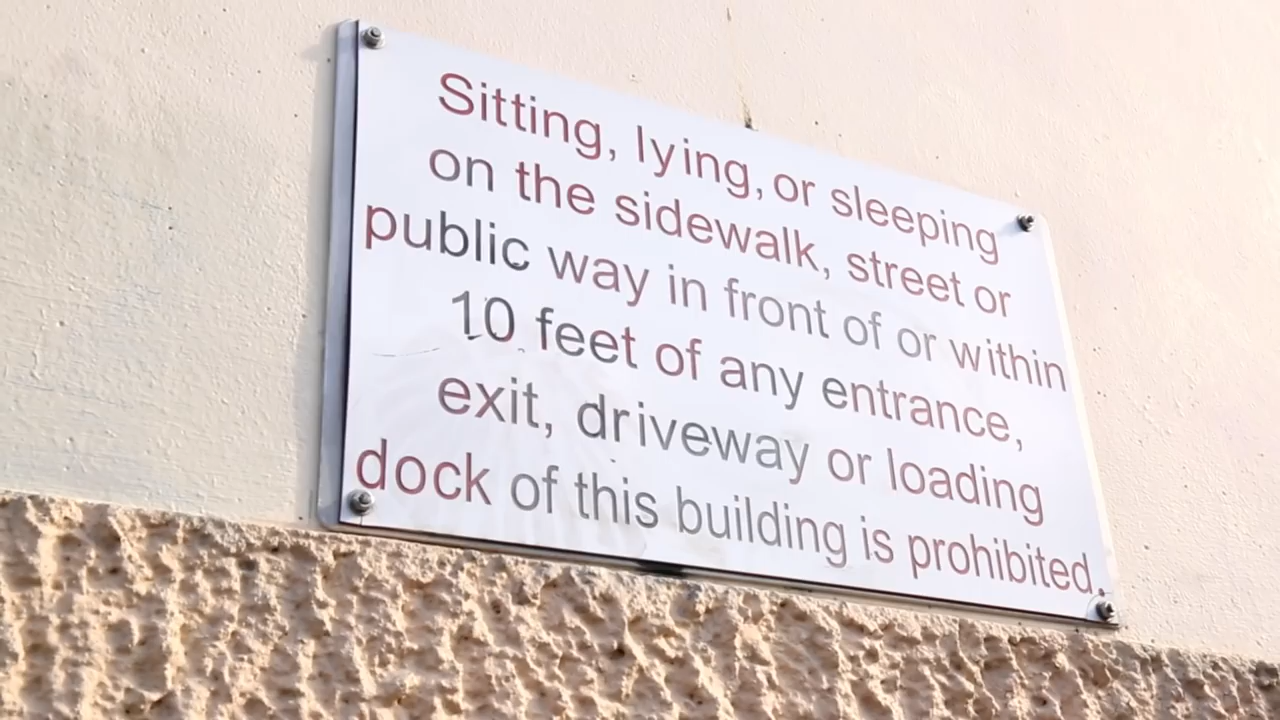 Sitting, lying, or sleeping
on the sidewalk, street or
public way in front of or within
10 feet of any entrance,
exit, driveway or loading
dock of this building is prohibited.